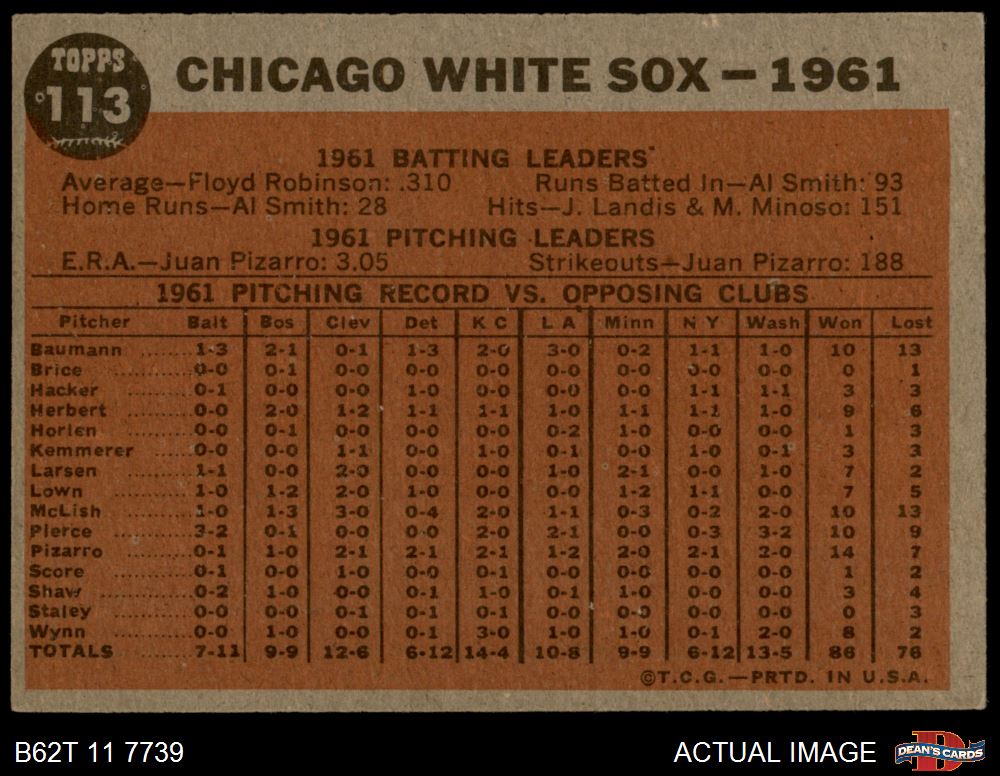 TOPPS
113
CHICAGO WHITE SOX — 1961
1961 BATTING LEADERS
Average—Floyd Robinson: .310 Runs Batted In—Al Smith: 93
Home Runs—Al Smith: 28 Hits—J. Landis & M. Minoso: 151
1961 PITCHING LEADERS
E.R.A.—Juan Pizarro: 3.05 Strikeouts—Juan Pizarro: 188
1961 PITCHING RECORD VS. OPPOSING CLUBS
Pitcher Balt Bos Clev Det K C L A Minn N Y Wash Won Lost
Baumann ........ 1-3 2-1 0-1 1-3 2-0 3-0 0-2 1-1 1-0 10 13
Brice ........... 0-0 0-1 0-0 0-0 0-0 0-0 0-0 0-0 0-0 0 1
Hacker .......... 0-1 0-0 0-0 1-0 0-0 0-0 0-0 1-1 1-1 3 3
Herbert ......... 0-0 2-0 1-2 1-1 1-1 1-0 1-1 1-1 1-0 9 6
Horlen .......... 0-0 0-1 0-0 0-0 0-0 0-2 1-0 0-0 0-0 1 3
Kemmerer ....... 0-0 0-0 1-1 0-0 1-0 0-1 0-0 1-0 0-1 3 3
Larsen .......... 1-1 0-0 2-0 0-0 0-0 1-0 2-1 0-0 1-0 7 2
Lown ........... 1-0 1-2 2-0 1-0 0-0 0-0 1-2 1-1 0-0 7 5
McLish .......... 1-0 1-3 3-0 0-4 2-0 1-1 0-3 0-2 2-0 10 13
Pierce .......... 3-2 0-1 0-0 0-0 2-0 2-1 0-0 0-3 3-2 10 9
Pizarro ......... 0-1 1-0 2-1 2-1 2-1 1-2 2-0 2-1 2-0 14 7
Score ........... 0-1 0-0 1-0 0-0 0-1 0-0 0-0 0-0 0-0 1 2
Shaw ........... 0-2 1-0 0-0 0-1 1-0 0-1 1-0 0-0 0-0 3 4
Staley .......... 0-0 0-0 0-1 0-1 0-1 0-0 0-0 0-0 0-0 0 3
Wynn ........... 0-0 1-0 0-0 0-1 3-0 1-0 1-0 0-1 2-0 8 2
TOTALS ........ 7-11 9-9 12-6 6-12 14-4 10-8 9-9 6-12 13-5 86 76
©T.C.G.—PRTD. IN U.S.A.
B62T 11 7739 ACTUAL IMAGE DEAN'S CARDS